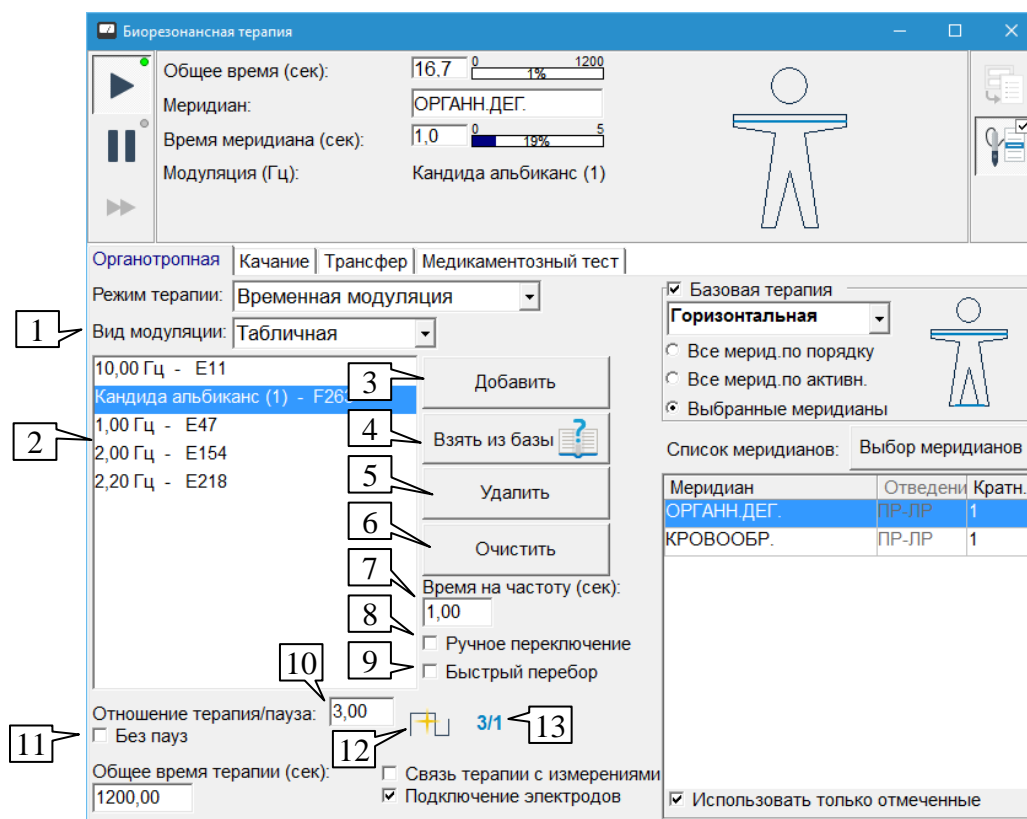 Биорезонансная терапия
Общее время (сек): 16,7 0 1% 1200
Меридиан: ОРГАНН.ДЕГ.
Время меридиана (сек): 1,0 0 19% 5
Модуляция (Гц): Кандида альбиканс (1)
Органотропная Качание Трансфер Медикаментозный тест
Режим терапии: Временная модуляция
1 Вид модуляции: Табличная
2
10,00 Гц - E11
Кандида альбиканс (1) - F263
1,00 Гц - E47
2,00 Гц - E154
2,20 Гц - E218
3 Добавить
4 Взять из базы
5 Удалить
6 Очистить
7 Время на частоту (сек):
1,00
8 Ручное переключение
9 Быстрый перебор
10
Отношение терапия/пауза: 3,00
11 Без пауз
12
3/1 13
Общее время терапии (сек):
1200,00
Связь терапии с измерениями
Подключение электродов
Базовая терапия
Горизонтальная
Все мерид.по порядку
Все мерид.по активн.
Выбранные меридианы
Список меридианов: Выбор меридианов
Меридиан Отведени Кратн.
ОРГАНН.ДЕГ. ПР-ЛР 1
КРОВООБР. ПР-ЛР 1
Использовать только отмеченные